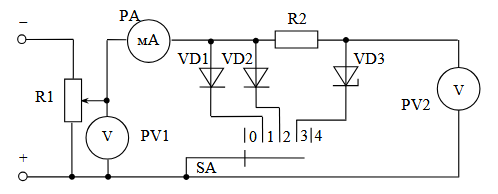 PA
R2
–
мА
VD1
VD2
VD3
R1
V
PV2
V
PV1
|0|1|2|3|4
+
SA